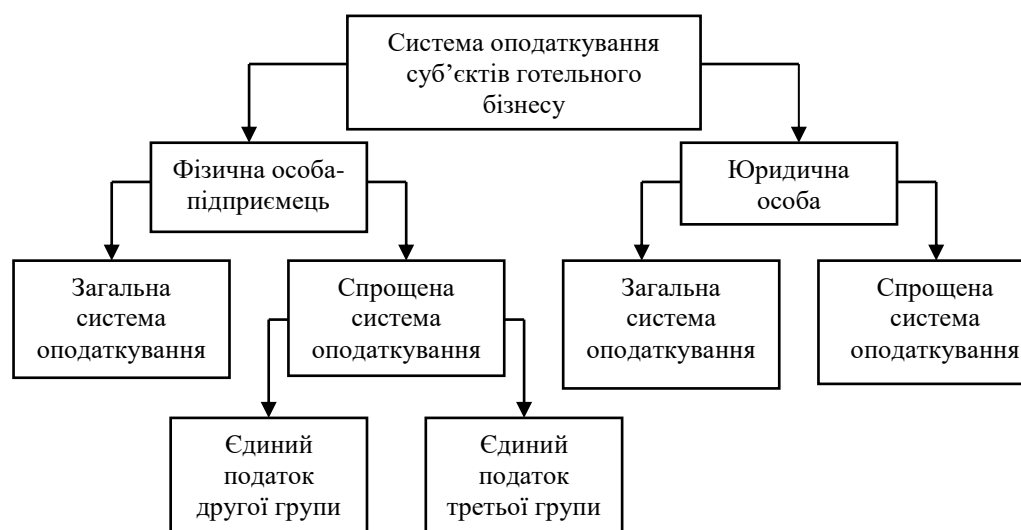 Система оподаткування
суб’єктів готельного
бізнесу
Фізична особа-
підприємець
Юридична
особа
Загальна
система
оподаткування
Спрощена
система
оподаткування
Загальна
система
оподаткування
Спрощена
система
оподаткування
Єдиний
податок
другої групи
Єдиний
податок
третьої групи